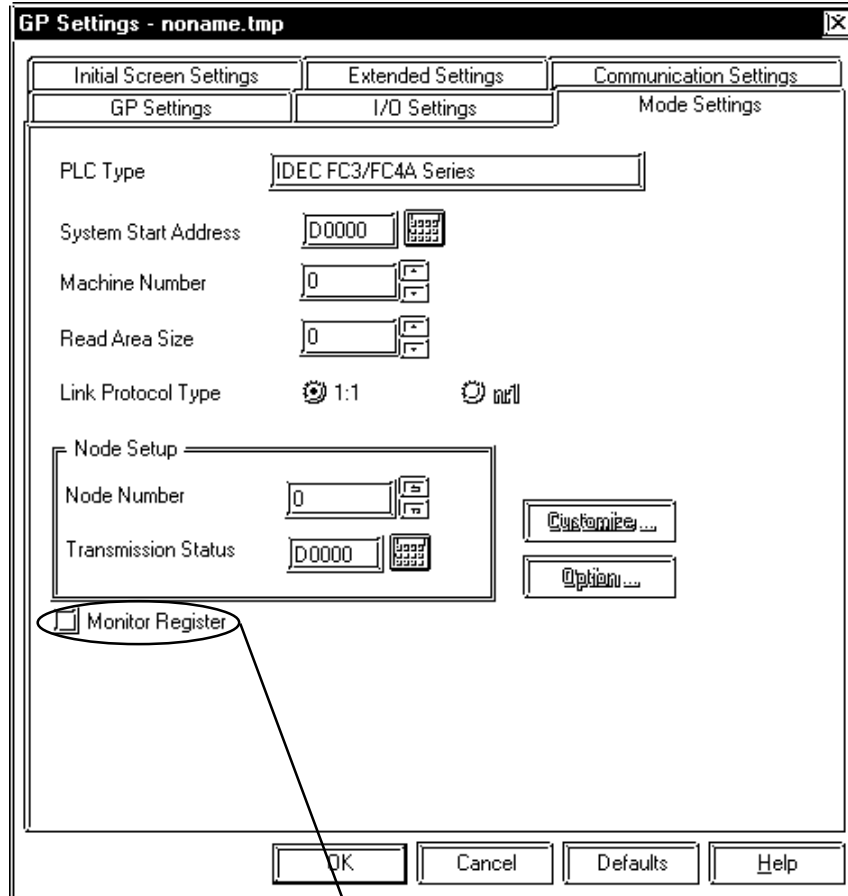 GP Settings - noname.tmp
Initial Screen Settings Extended Settings Communication Settings
GP Settings I/O Settings Mode Settings
PLC Type IDEC FC3/FC4A Series
System Start Address D0000
Machine Number 0
Read Area Size 0
Link Protocol Type 1:1 n:1
Node Setup
Node Number 0
Transmission Status D0000
Customize ...
Option ...
Monitor Register
OK Cancel Defaults Help